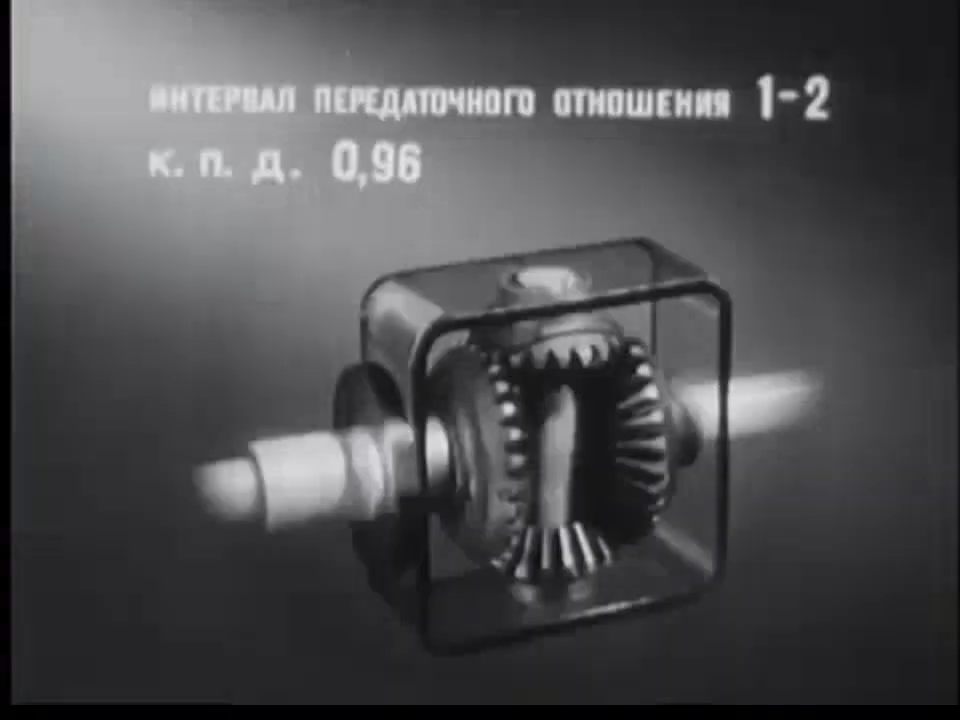 ИНТЕРВАЛ ПЕРЕДАТОЧНОГО ОТНОШЕНИЯ 1-2
К. П. Д. 0,96